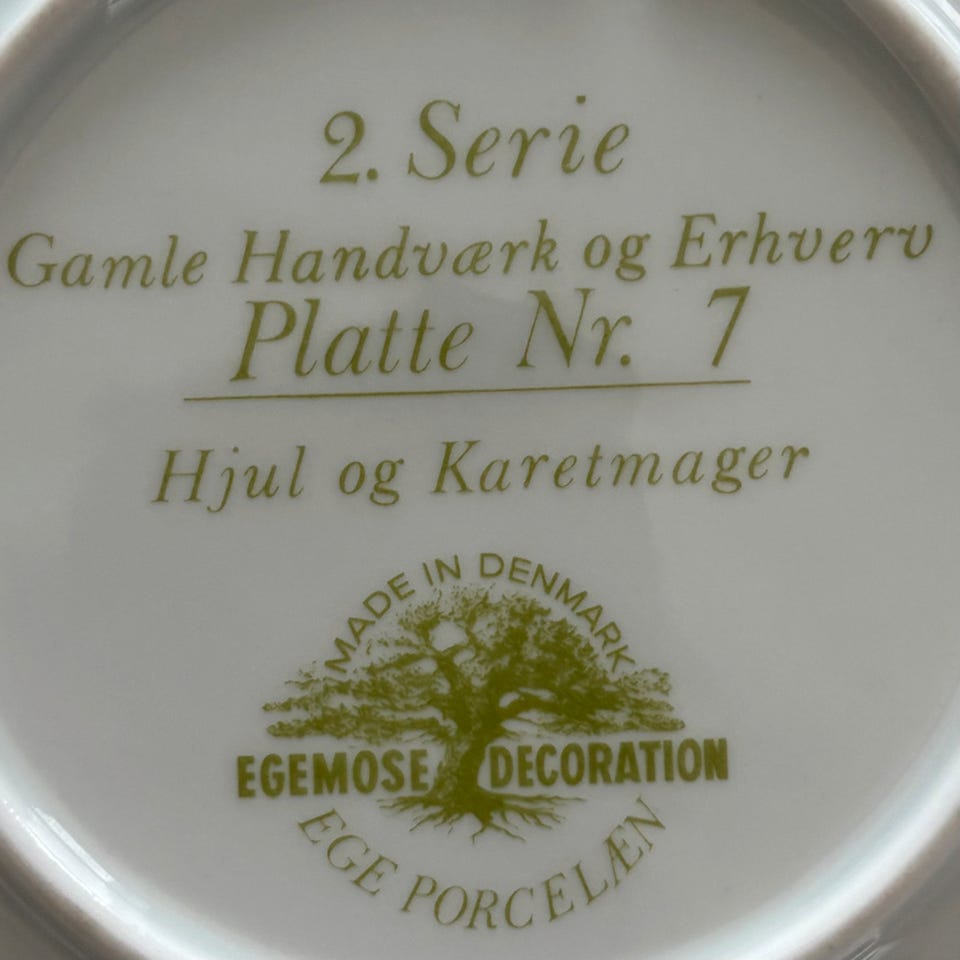 2. Serie
Gamle Handværk og Erhverv
Platte Nr. 7
Hjul og Karetmager
MADE IN DENMARK
EGEMOSE DECORATION
EGE PORCELÆN